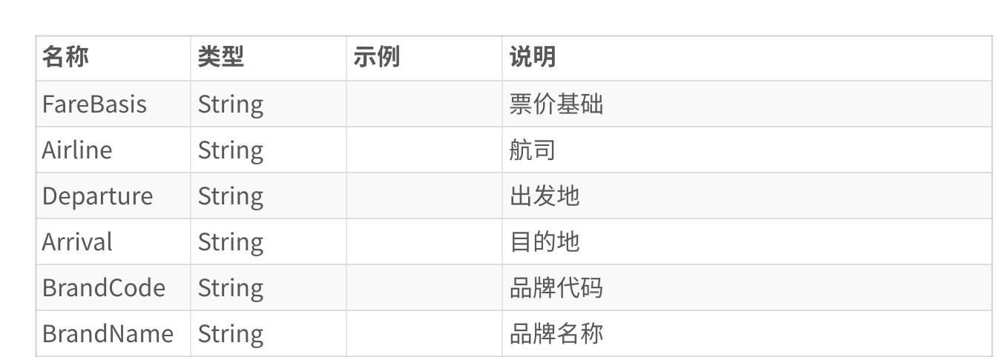 名称 类型 示例 说明
FareBasis String 票价基础
Airline String 航司
Departure String 出发地
Arrival String 目的地
BrandCode String 品牌代码
BrandName String 品牌名称